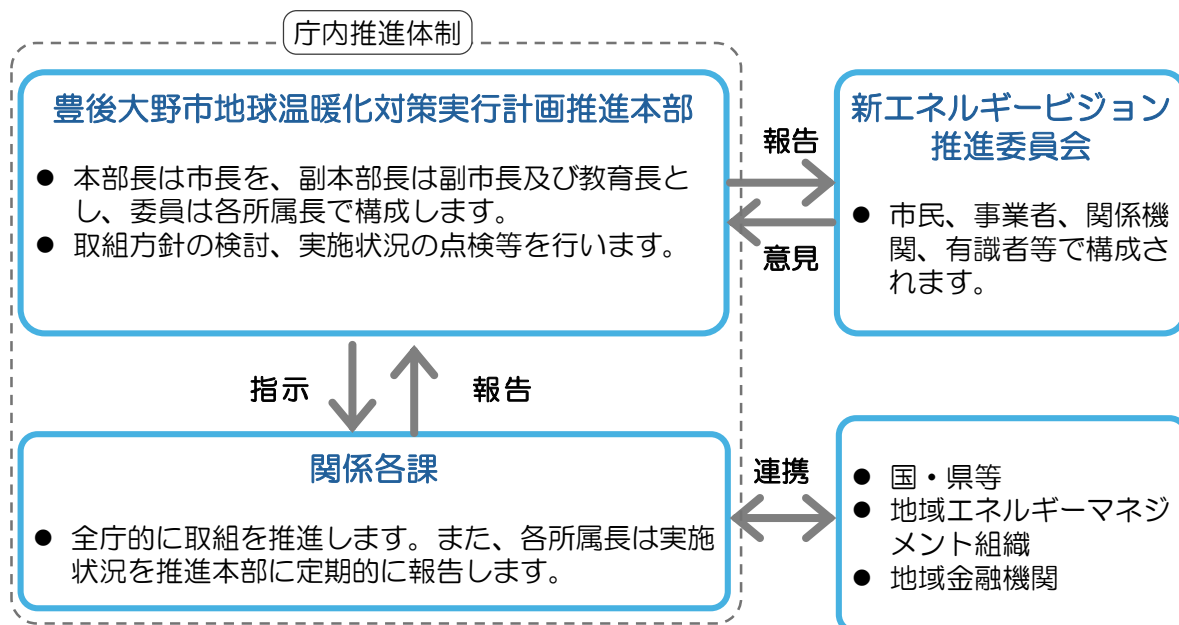 庁内推進体制
豊後大野市地球温暖化対策実行計画推進本部
● 本部長は市長を、副本部長は副市長及び教育長と
し、委員は各所属長で構成します。
● 取組方針の検討、実施状況の点検等を行います。
報告
意見
新エネルギービジョン
推進委員会
● 市民、事業者、関係機
関、有識者等で構成さ
れます。
指示
報告
関係各課
● 全庁的に取組を推進します。また、各所属長は実施
状況を推進本部に定期的に報告します。
連携
● 国・県等
● 地域エネルギーマネジ
メント組織
● 地域金融機関